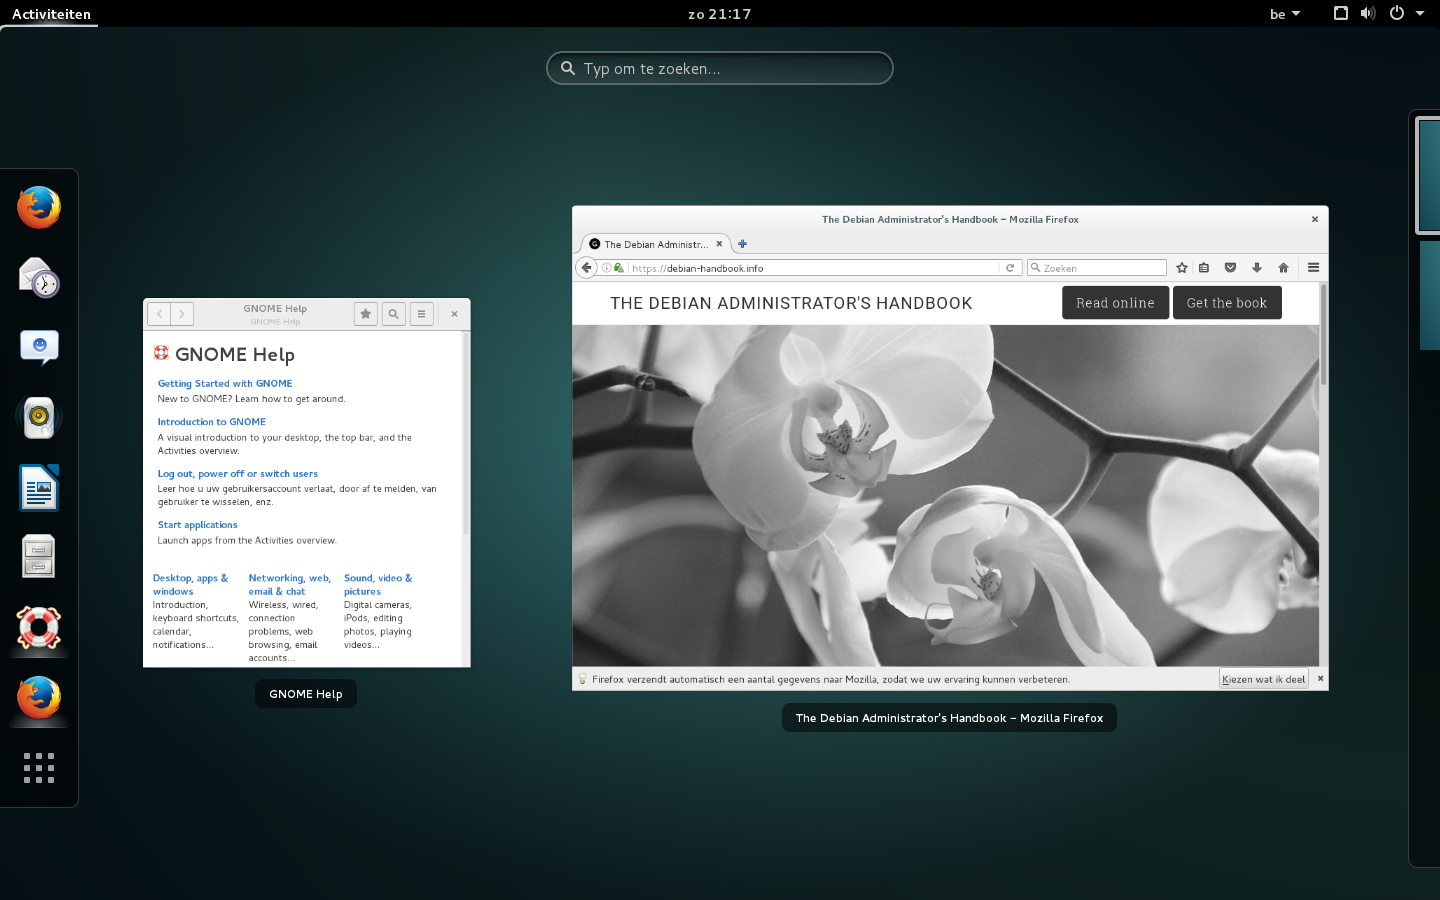 Activiteiten
zo 21:17
be
Typ om te zoeken...
GNOME Help
GNOME Help
GNOME Help
Getting Started with GNOME
New to GNOME? Learn how to get around.
Introduction to GNOME
A visual introduction to your desktop, the top bar, and the
Activities overview.
Log out, power off or switch users
Leer hoe u uw gebruikersaccount verlaat, door af te melden, van
gebruiker te wisselen, enz.
Start applications
Launch apps from the Activities overview.
Desktop, apps &
windows
Introduction,
keyboard shortcuts,
calendar,
notifications...
Networking, web,
email & chat
Wireless, wired,
connection
problems, web
browsing, email
accounts...
Sound, video &
pictures
Digital cameras,
iPods, editing
photos, playing
videos...
GNOME Help
The Debian Administrator's Handbook – Mozilla Firefox
The Debian Administr...
https://debian-handbook.info
Zoeken
THE DEBIAN ADMINISTRATOR'S HANDBOOK
Read online
Get the book
Firefox verzendt automatisch een aantal gegevens naar Mozilla, zodat we uw ervaring kunnen verbeteren.
Kiezen wat ik deel
The Debian Administrator's Handbook – Mozilla Firefox